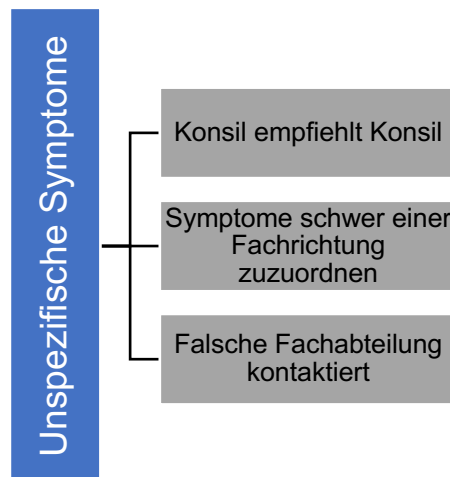 Unspezifische Symptome
Konsil empfiehlt Konsil
Symptome schwer einer
Fachrichtung
zuzuordnen
Falsche Fachabteilung
kontaktiert